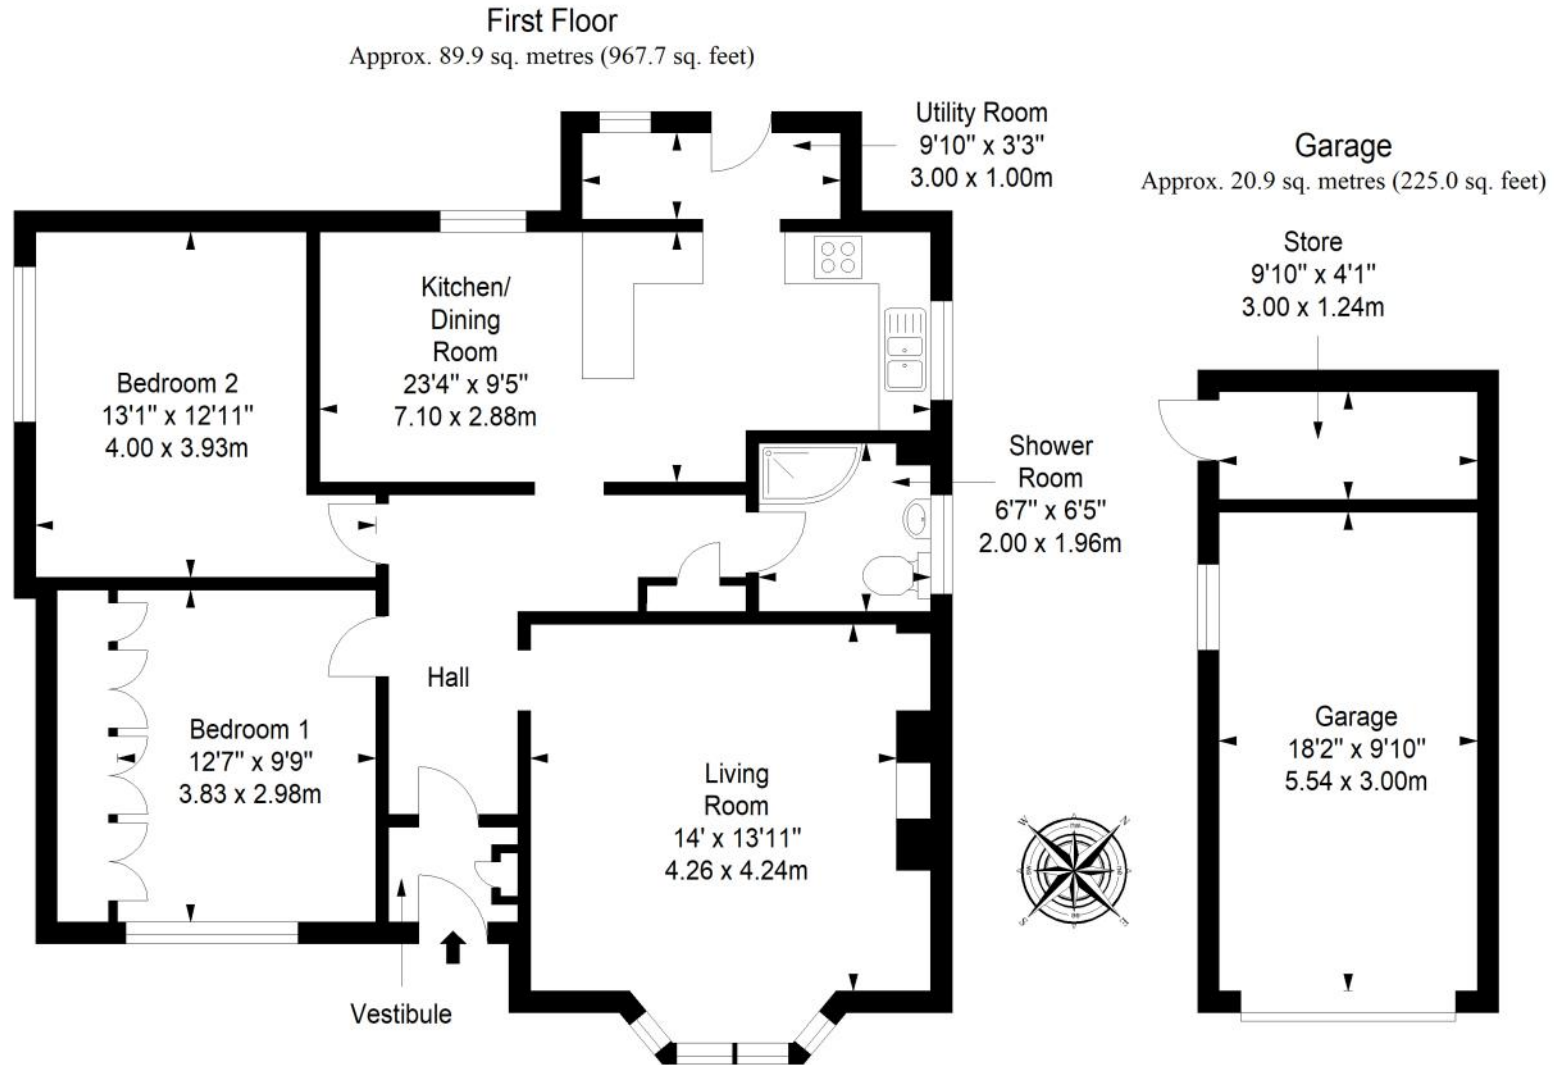 First Floor
Approx. 89.9 sq. metres (967.7 sq. feet)
Utility Room
9'10" x 3'3"
3.00 x 1.00m
Garage
Approx. 20.9 sq. metres (225.0 sq. feet)
Store
9'10" x 4'1"
3.00 x 1.24m
Kitchen/
Dining
Room
23'4" x 9'5"
7.10 x 2.88m
Bedroom 2
13'1" x 12'11"
4.00 x 3.93m
Shower
Room
6'7" x 6'5"
2.00 x 1.96m
Hall
Bedroom 1
12'7" x 9'9"
3.83 x 2.98m
Living
Room
14' x 13'11"
4.26 x 4.24m
Garage
18'2" x 9'10"
5.54 x 3.00m
W
N
S
E
Vestibule